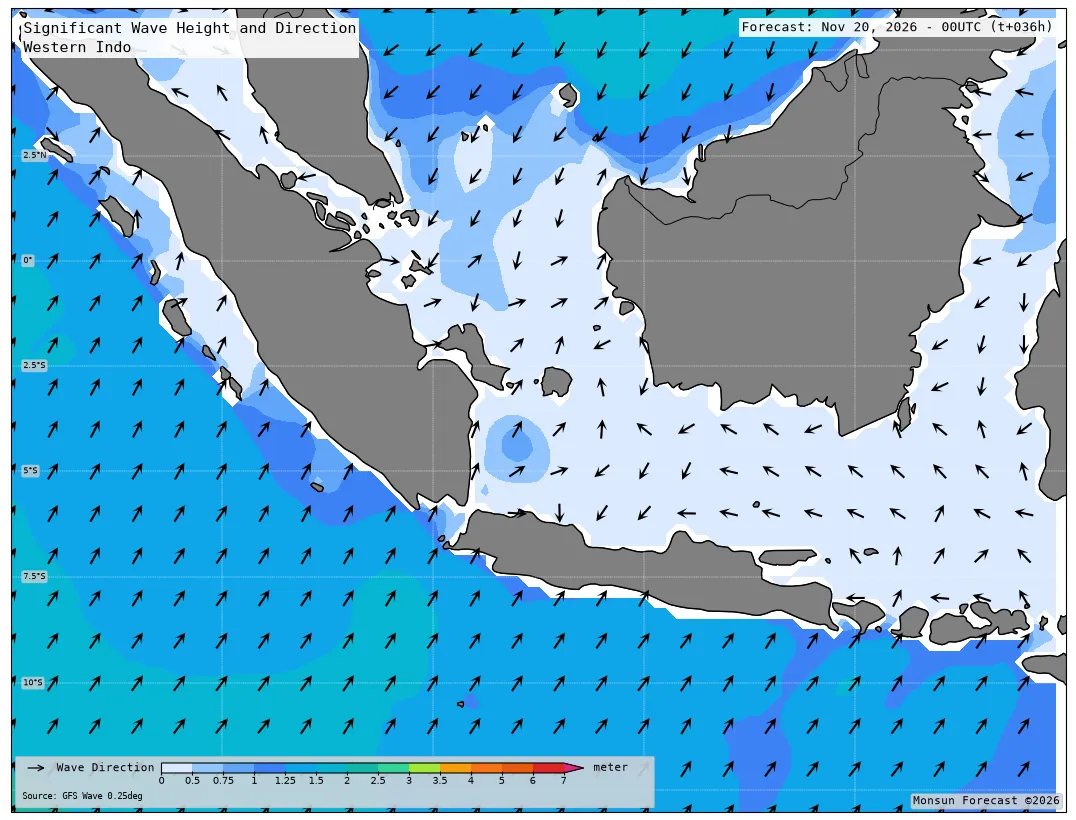 Significant Wave Height and Direction
Western Indo
Forecast: Nov 20, 2026 - 00UTC (t+036h)
2.5°N
0°
2.5°S
5°S
7.5°S
10°S
Wave Direction
meter
0 0.5 0.75 1 1.25 1.5 2 2.5 3 3.5 4 5 6 7
Source: GFS Wave 0.25deg
Monsun Forecast ©2026